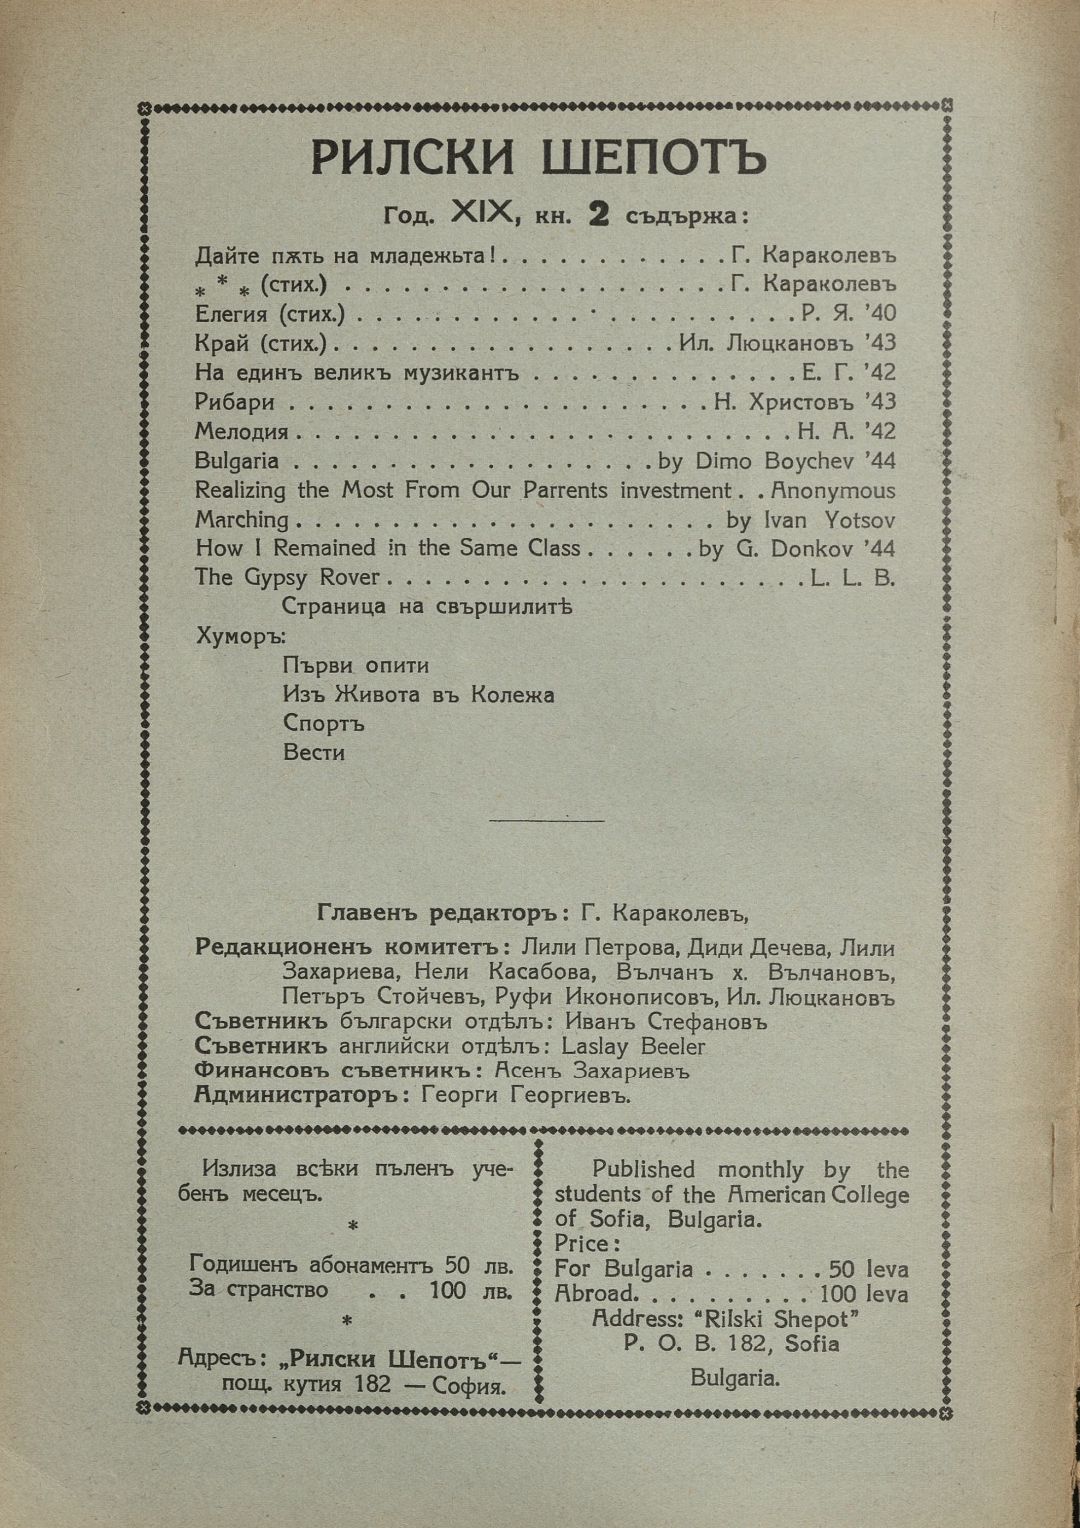 РИЛСКИ ШЕПОТЪ
Год. XIX, кн. 2 съдържа:
Дайте пѫть на младежьта! . . . . . . . . . . . . Г. Караколевъ
* * * (стих.) . . . . . . . . . . . . . . . . . . . . Г. Караколевъ
Елегия (стих.) . . . . . . . . . . . . . . . . . . . . . . . Р. Я. '40
Край (стих.) . . . . . . . . . . . . . . . . . . Ил. Люцкановъ '43
На единъ великъ музикантъ . . . . . . . . . . . . . . Е. Г. '42
Рибари . . . . . . . . . . . . . . . . . . . . . . Н. Христовъ '43
Мелодия . . . . . . . . . . . . . . . . . . . . . . . . . . Н. А. '42
Bulgaria . . . . . . . . . . . . . . . . . . . by Dimo Boychev '44
Realizing the Most From Our Parrents investment . . Anonymous
Marching . . . . . . . . . . . . . . . . . . . . . . by Ivan Yotsov
How I Remained in the Same Class . . . . . . by G. Donkov '44
The Gypsy Rover . . . . . . . . . . . . . . . . . . . . . . L. L. B.
Страница на свършилитѣ
Хуморъ:
Първи опити
Изъ Живота въ Колежа
Спортъ
Вести
Главенъ редакторъ: Г. Караколевъ,
Редакционенъ комитетъ: Лили Петрова, Диди Дечева, Лили
Захариева, Нели Касабова, Вълчанъ х. Вълчановъ,
Петъръ Стойчевъ, Руфи Иконописовъ, Ил. Люцкановъ
Съветникъ български отдѣлъ: Иванъ Стефановъ
Съветникъ английски отдѣлъ: Laslay Beeler
Финансовъ съветникъ: Асенъ Захариевъ
Администраторъ: Георги Георгиевъ.
Излиза всѣки пъленъ уче-
бенъ месецъ.
*
Годишенъ абонаментъ 50 лв.
За странство . . 100 лв.
*
Адресъ: „Рилски Шепотъ“ —
пощ. кутия 182 — София.
Published monthly by the
students of the American College
of Sofia, Bulgaria.
Price:
For Bulgaria . . . . . . . 50 leva
Abroad. . . . . . . . . . 100 leva
Address: “Rilski Shepot”
P. O. B. 182, Sofia
Bulgaria.